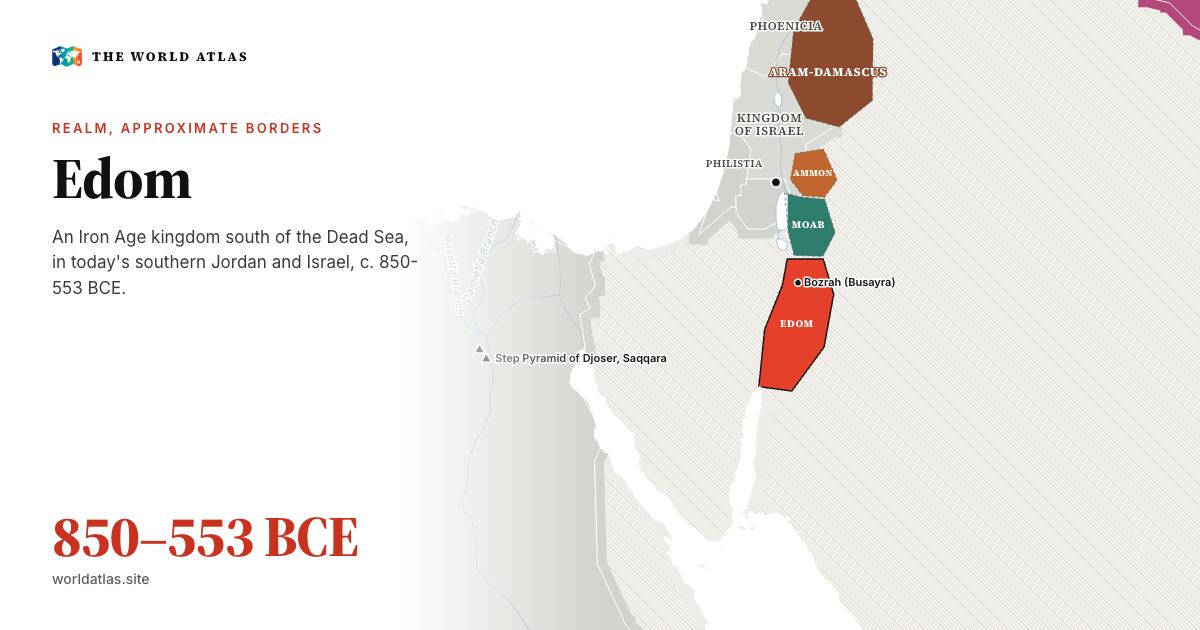 THE WORLD ATLAS
REALM, APPROXIMATE BORDERS
Edom
An Iron Age kingdom south of the Dead Sea,
in today's southern Jordan and Israel, c. 850-
553 BCE.
850–553 BCE
worldatlas.site
PHOENICIA
ARAM-DAMASCUS
KINGDOM
OF ISRAEL
PHILISTIA
AMMON
MOAB
Bozrah (Busayra)
EDOM
Rosetta Branch
Damietta Branch
Step Pyramid of Djoser, Saqqara